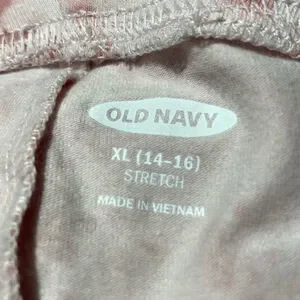 OLD NAVY
XL (14-16)
STRETCH
MADE IN VIETNAM